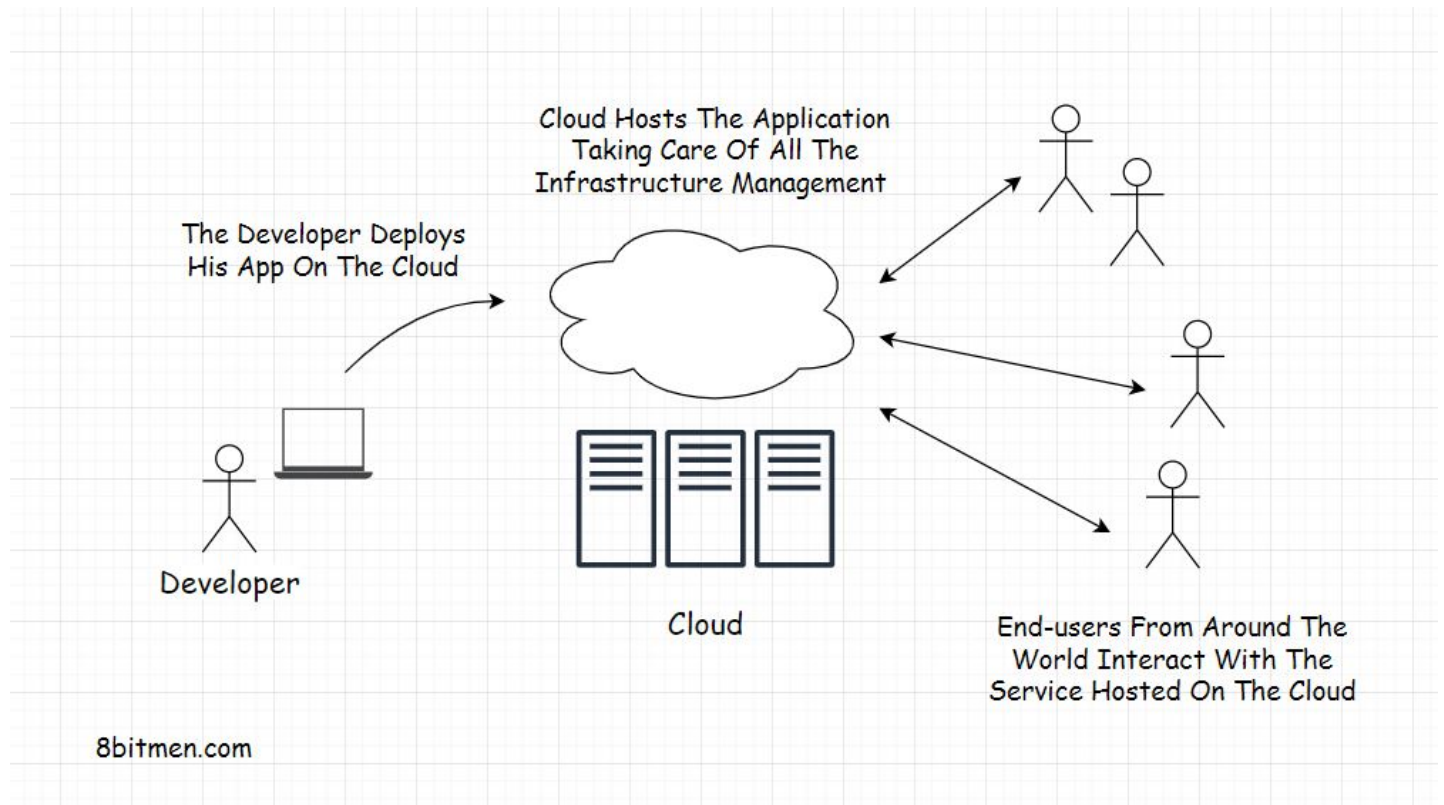 Cloud Hosts The Application
Taking Care Of All The
Infrastructure Management
The Developer Deploys
His App On The Cloud
Developer
Cloud
End-users From Around The
World Interact With The
Service Hosted On The Cloud
8bitmen.com